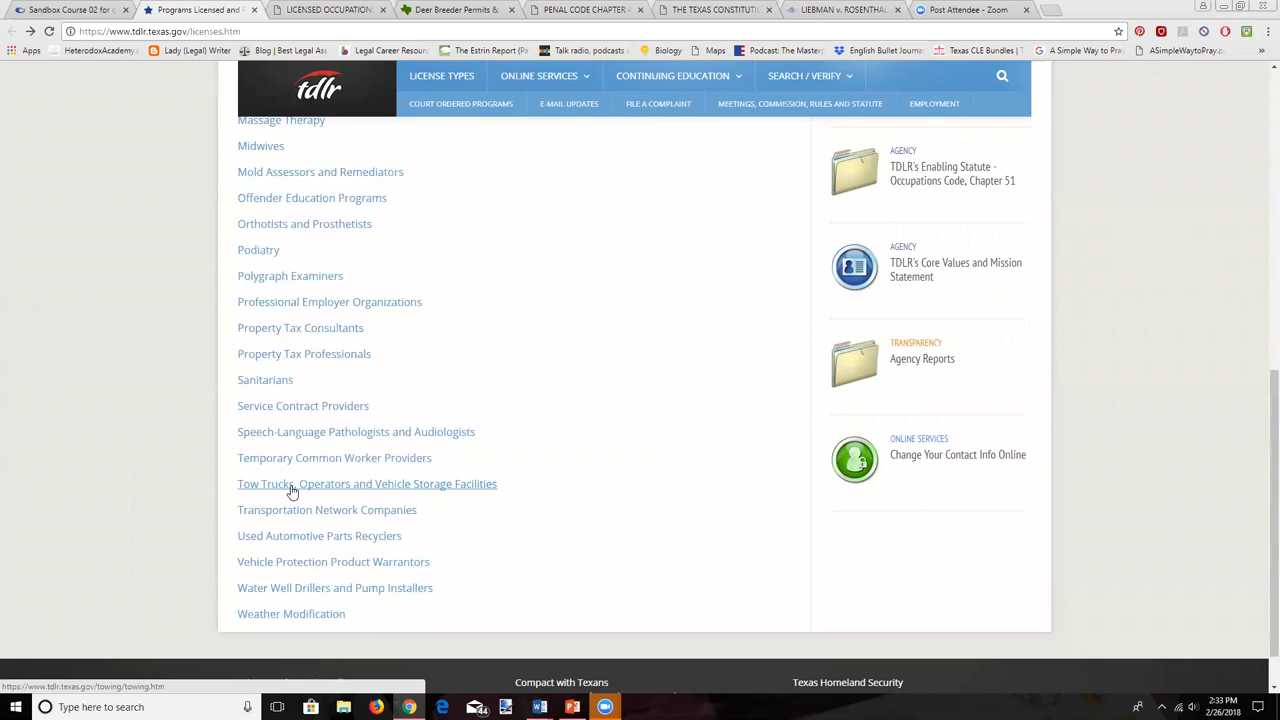 Sandbox Course 02 for c
Programs Licensed and R
LICENSED OCCUPATION
Deer Breeder Permits &
PENAL CODE CHAPTER
THE TEXAS CONSTITUTI
LIEBMAN v. ROSENTHA
Post Attendee - Zoom
https://www.tdlr.texas.gov/licenses.htm
Apps
HeterodoxAcademy
Lady (Legal) Writer
Blog | Best Legal Ass
Legal Career Resour
The Estrin Report (Pa
Talk radio, podcasts
Biology
Maps
Podcast: The Masterp
English Bullet Journal
Texas CLE Bundles | T
A Simple Way to Pray.
ASimpleWaytoPray.p
tdlr
LICENSE TYPES
ONLINE SERVICES
CONTINUING EDUCATION
SEARCH / VERIFY
COURT ORDERED PROGRAMS
E-MAIL UPDATES
FILE A COMPLAINT
MEETINGS, COMMISSION, RULES AND STATUTE
EMPLOYMENT
Massage Therapy
Midwives
Mold Assessors and Remediators
Offender Education Programs
Orthotists and Prosthetists
Podiatry
Polygraph Examiners
Professional Employer Organizations
Property Tax Consultants
Property Tax Professionals
Sanitarians
Service Contract Providers
Speech-Language Pathologists and Audiologists
Temporary Common Worker Providers
Tow Trucks, Operators and Vehicle Storage Facilities
Transportation Network Companies
Used Automotive Parts Recyclers
Vehicle Protection Product Warrantors
Water Well Drillers and Pump Installers
Weather Modification
AGENCY
TDLR's Enabling Statute -
Occupations Code, Chapter 51
AGENCY
TDLR's Core Values and Mission
Statement
TRANSPARENCY
Agency Reports
ONLINE SERVICES
Change Your Contact Info Online
Compact with Texans
Texas Homeland Security
https://www.tdlr.texas.gov/towing/towing.htm
Type here to search
44
2:33 PM
2/26/2018